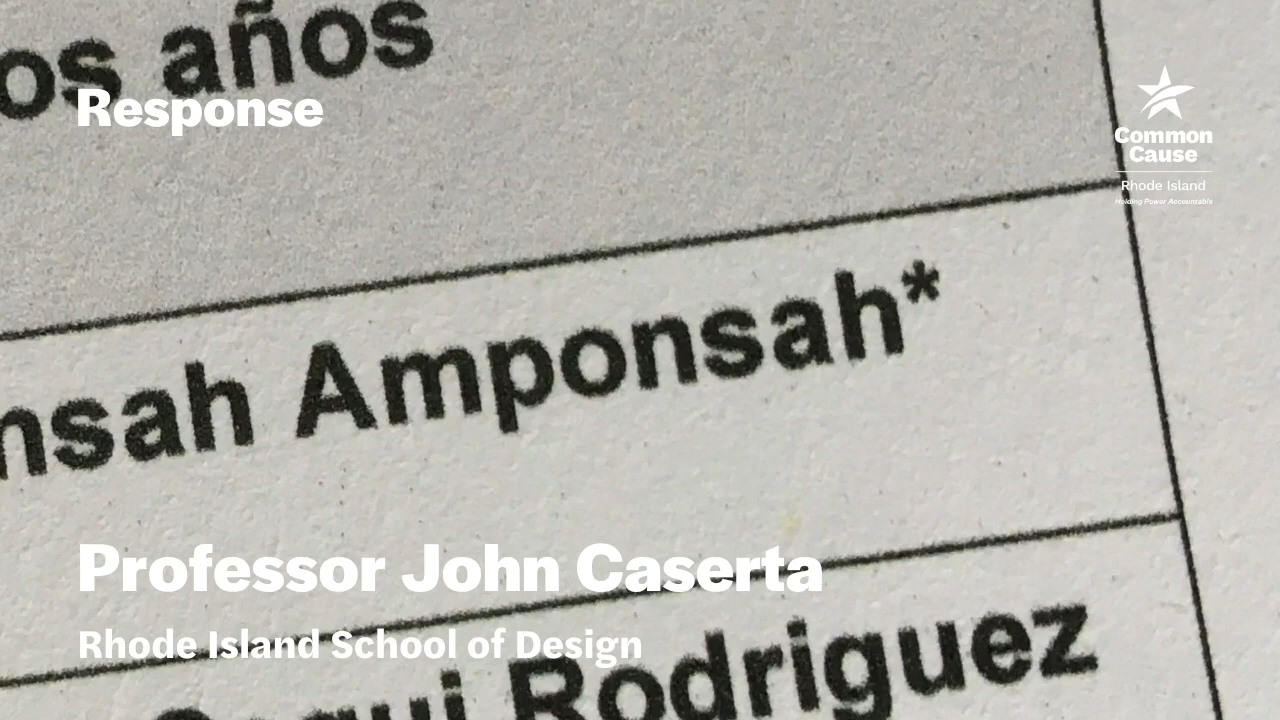 os años
Response
Common
Cause
Rhode Island
Holding Power Accountable
nsah Amponsah*
Professor John Caserta
Rhode Island School of Design
Rodriguez